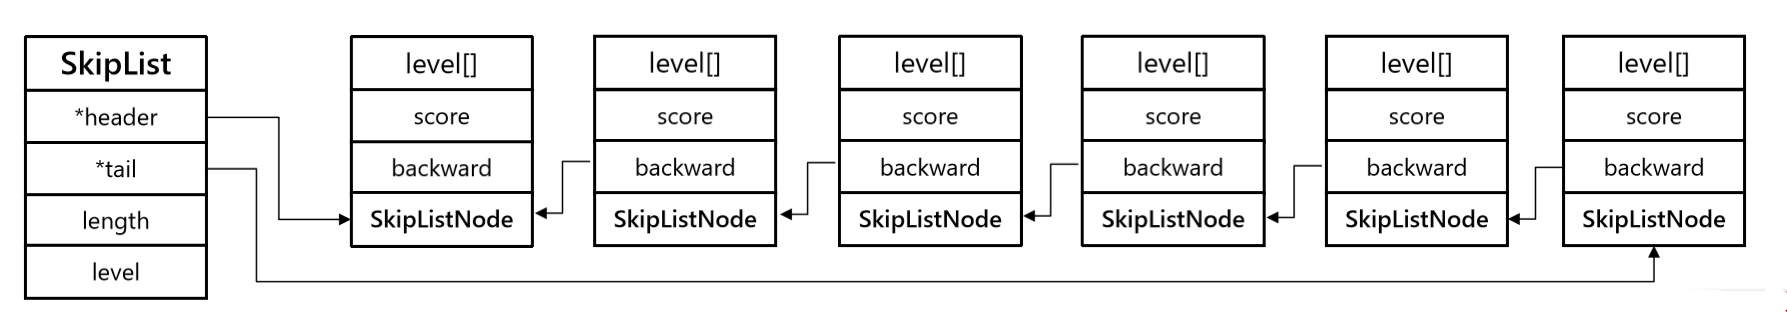 SkipList
*header
*tail
length
level
level[]
score
backward
SkipListNode
level[]
score
backward
SkipListNode
level[]
score
backward
SkipListNode
level[]
score
backward
SkipListNode
level[]
score
backward
SkipListNode
level[]
score
backward
SkipListNode